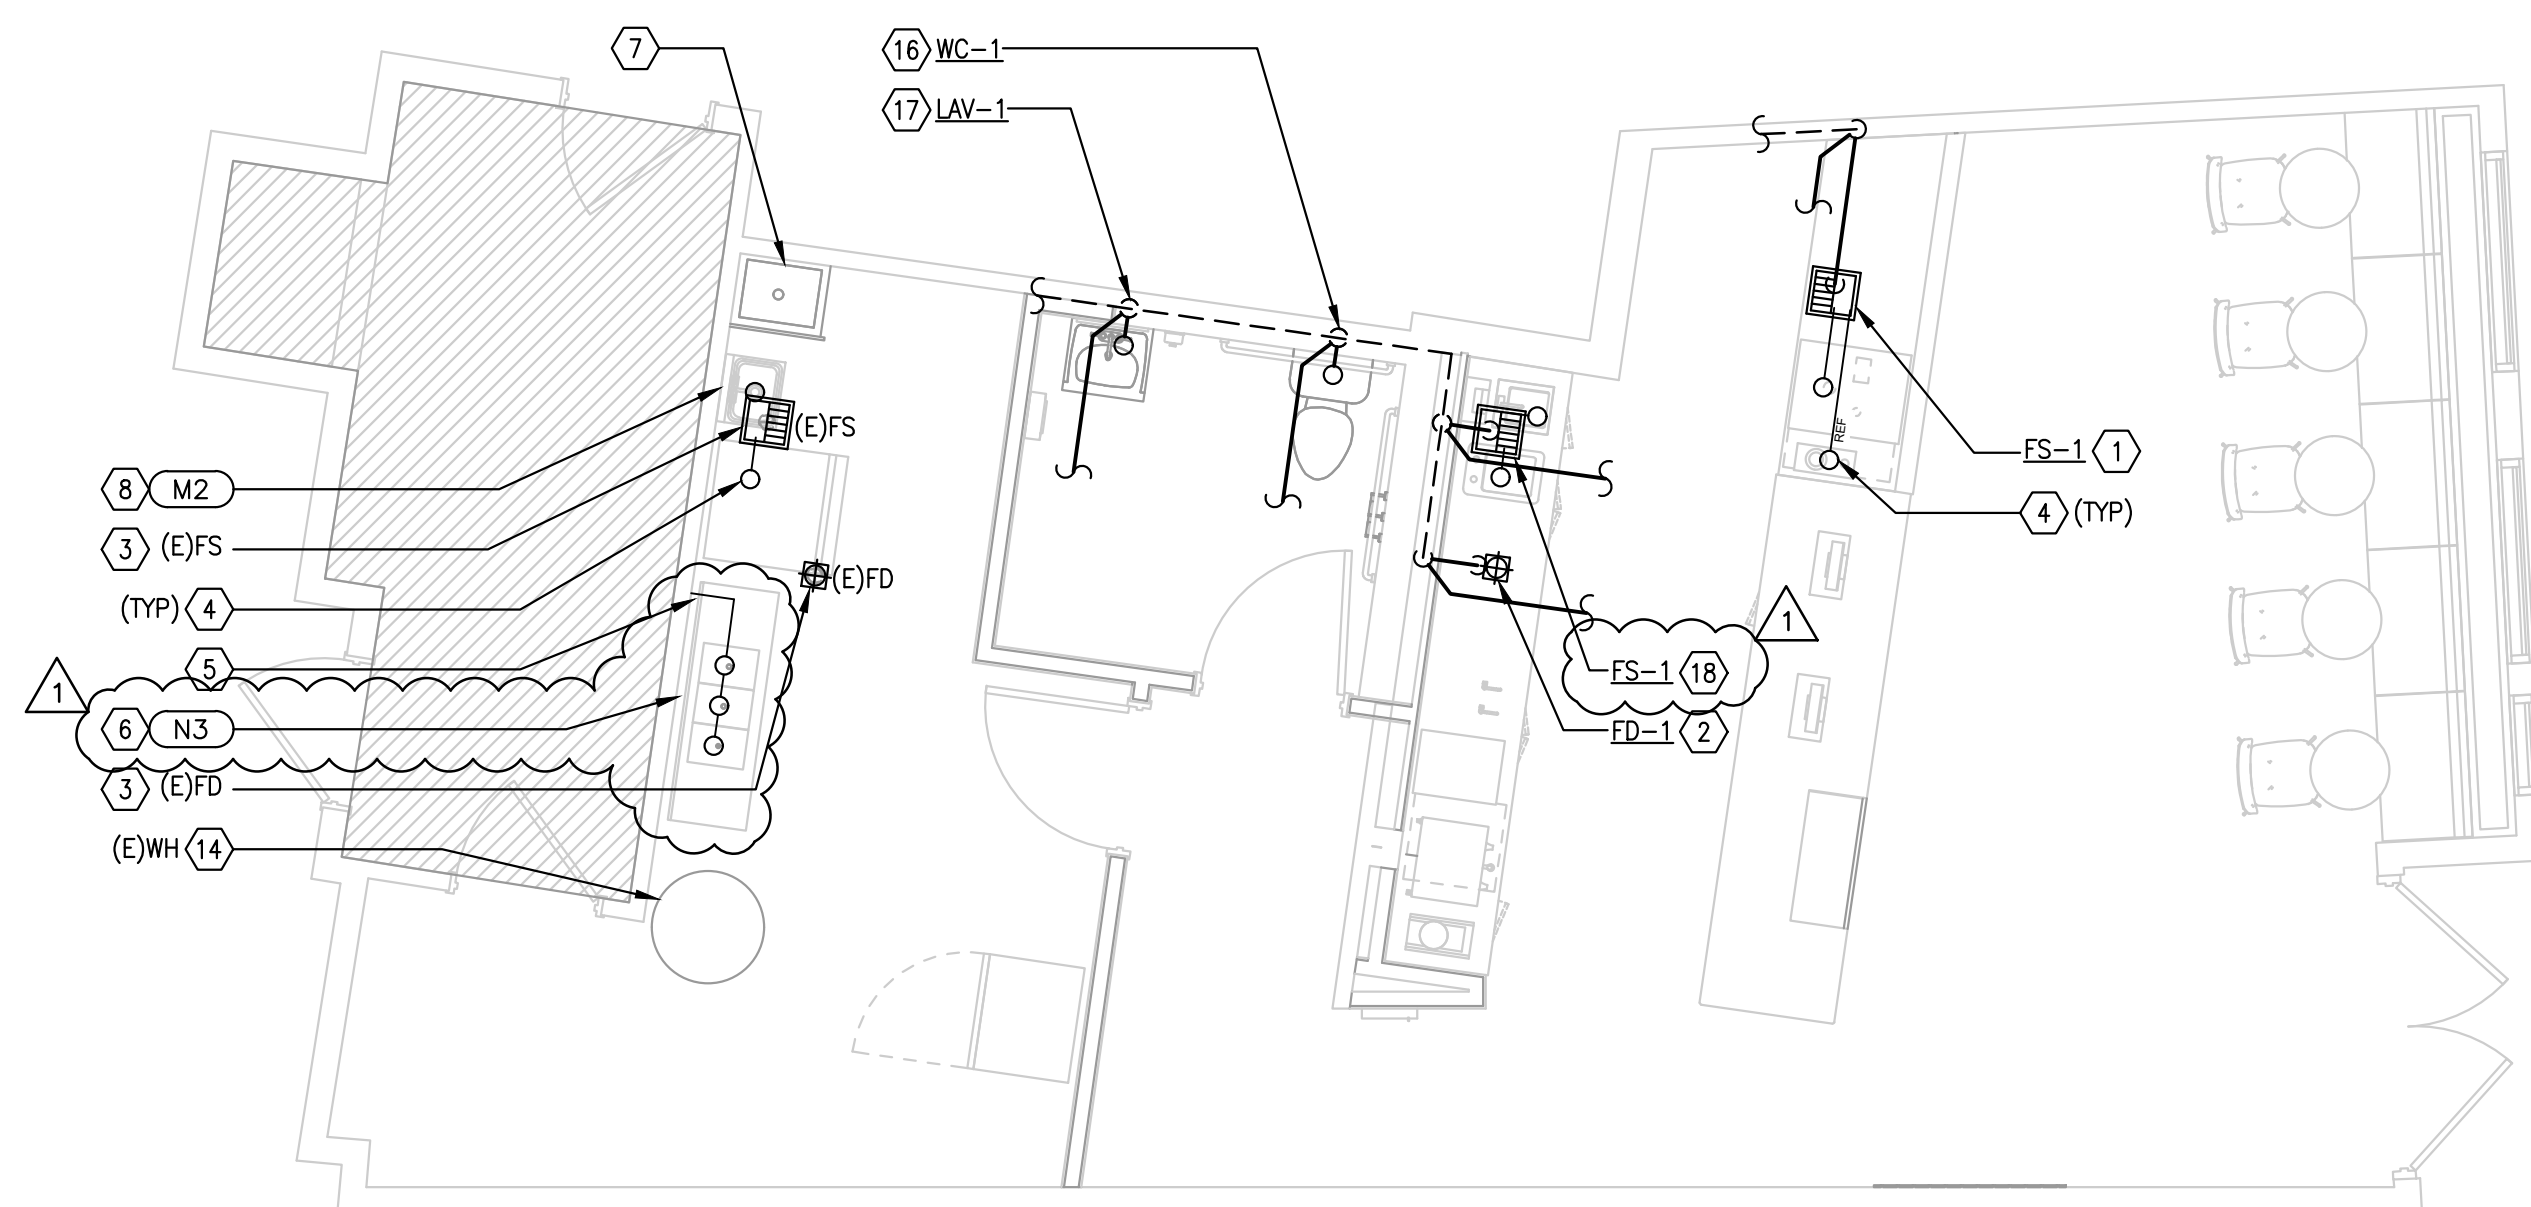 7
16 WC-1
17 LAV-1
(E)FS
REF
FS-1 1
4 (TYP)
8 M2
3 (E)FS
(E)FD
(TYP) 4
5
1
1
FS-1 18
6 N3
FD-1 2
3 (E)FD
(E)WH 14